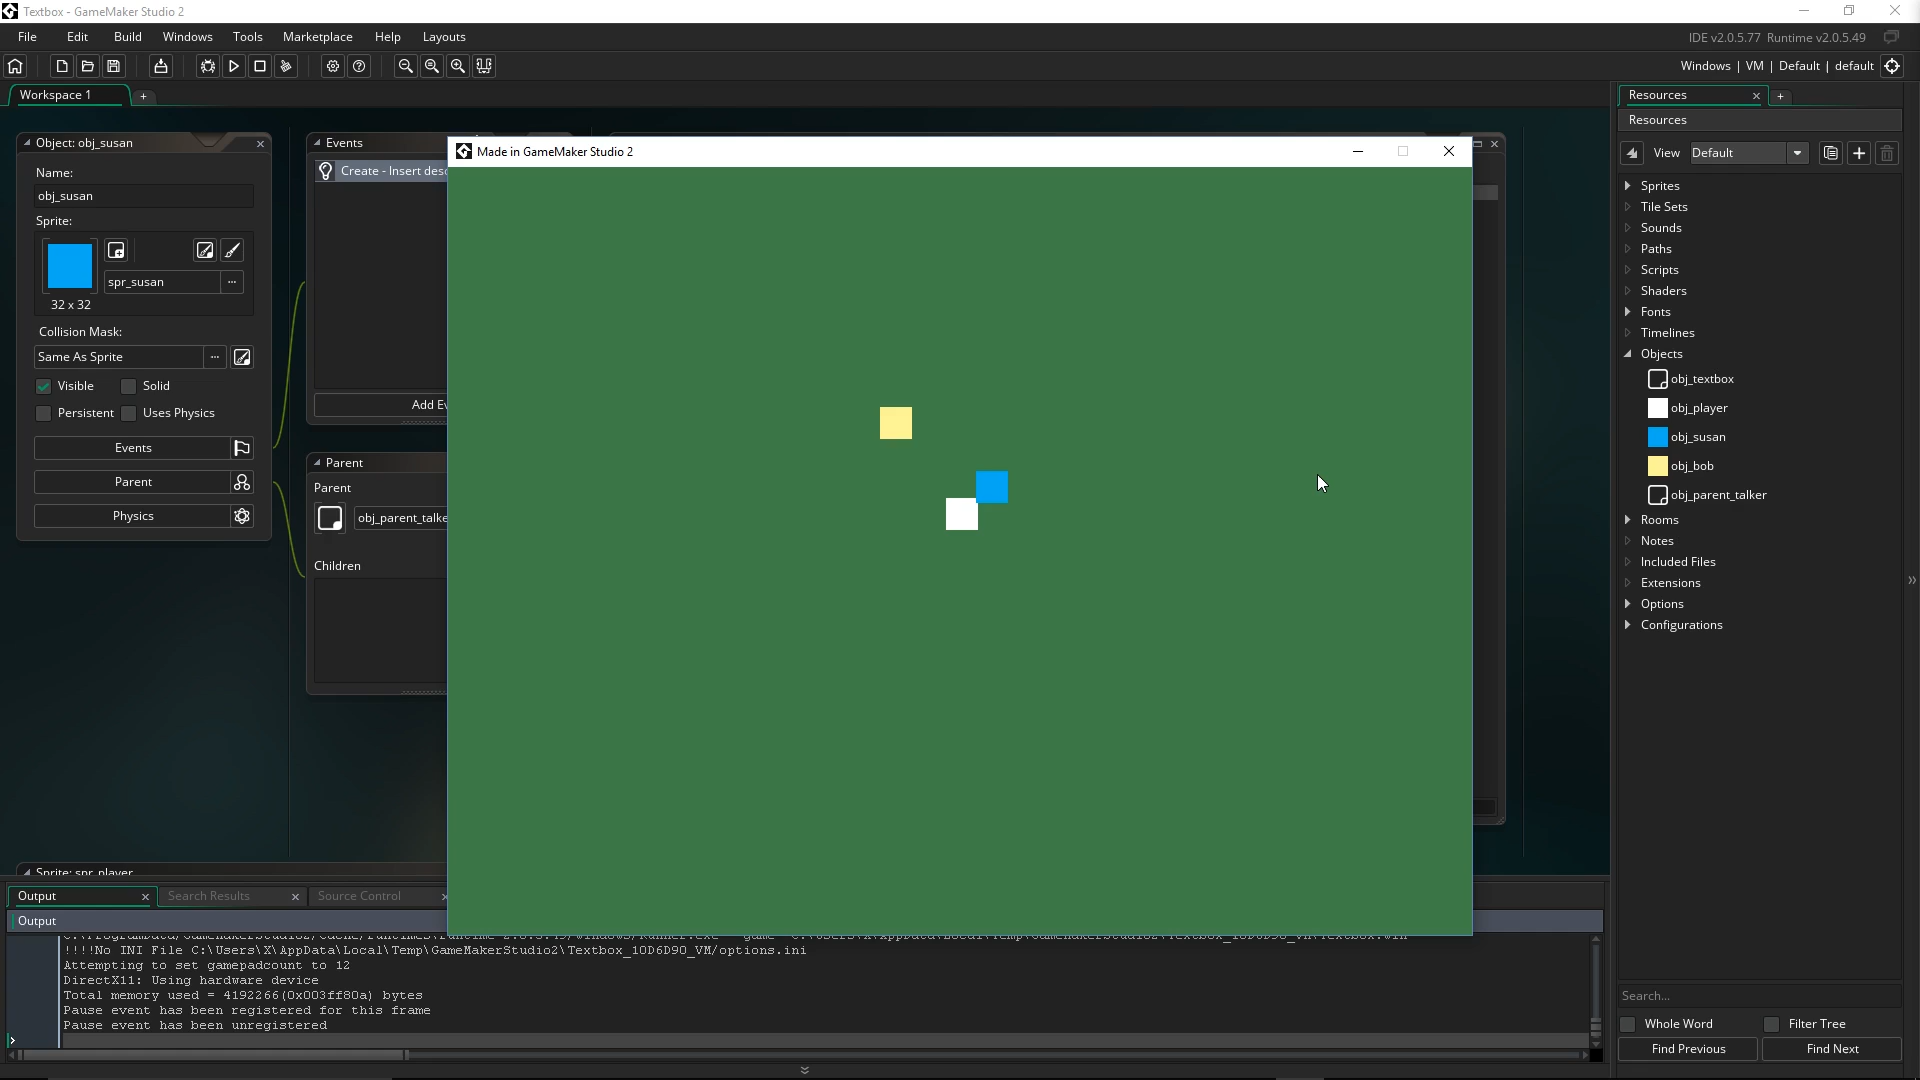 Textbox - GameMaker Studio 2
File Edit Build Windows Tools Marketplace Help Layouts
IDE v2.0.5.77 Runtime v2.0.5.49
Windows | VM | Default | default
Workspace 1
Object: obj_susan
Name:
obj_susan
Sprite:
spr_susan
32 x 32
Collision Mask:
Same As Sprite
Visible Solid
Persistent Uses Physics
Events
Parent
Physics
Events
Create - Insert desc
Add Ev
Parent
Parent
obj_parent_talke
Children
Made in GameMaker Studio 2
Sprite: spr_player
Output Search Results Source Control
Output
!!!!No INI File C:\Users\X\AppData\Local\Temp\GameMakerStudio2\Textbox_10D6D90_VM/options.ini
Attempting to set gamepadcount to 12
DirectX11: Using hardware device
Total memory used = 4192266(0x003ff80a) bytes
Pause event has been registered for this frame
Pause event has been unregistered
Resources
Resources
View Default
Sprites
Tile Sets
Sounds
Paths
Scripts
Shaders
Fonts
Timelines
Objects
obj_textbox
obj_player
obj_susan
obj_bob
obj_parent_talker
Rooms
Notes
Included Files
Extensions
Options
Configurations
Search...
Whole Word Filter Tree
Find Previous Find Next